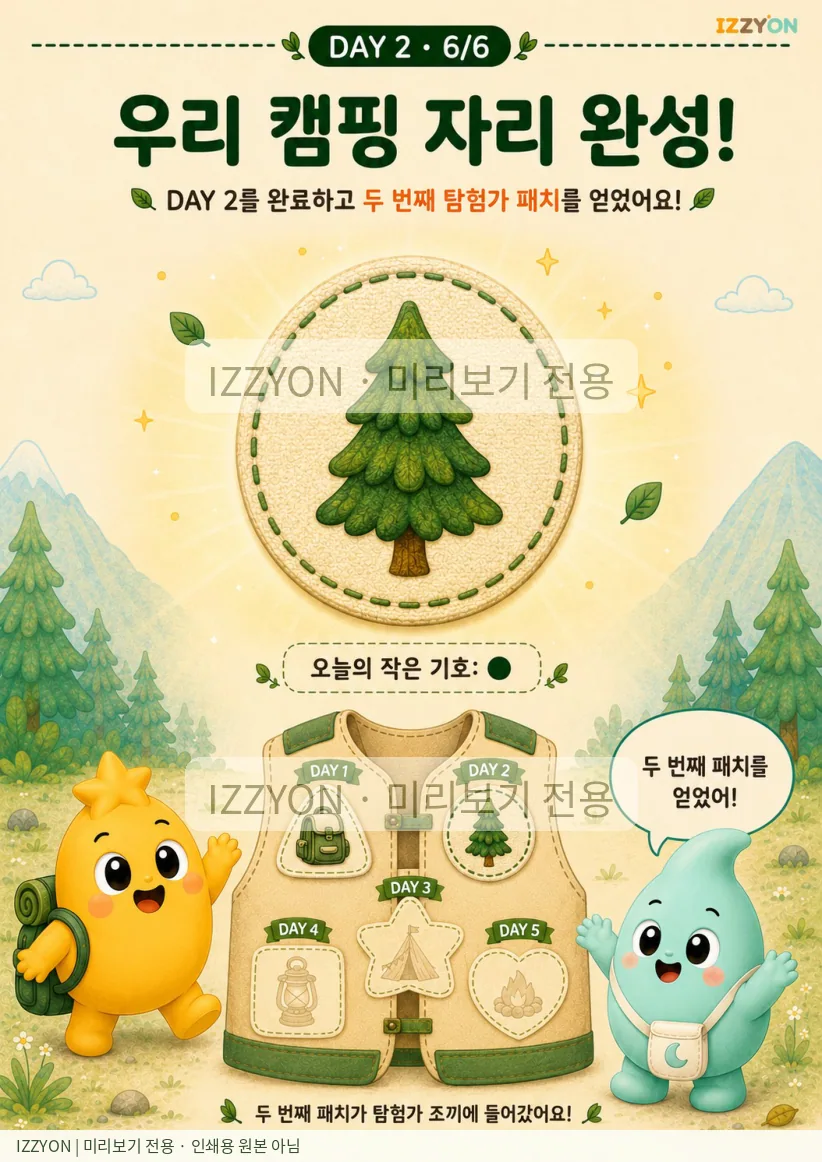 IZZYON
DAY 2 · 6/6
우리 캠핑 자리 완성!
DAY 2를 완료하고 두 번째 탐험가 패치를 얻었어요!
IZZYON · 미리보기 전용
오늘의 작은 기호: ●
두 번째 패치를
얻었어!
DAY 1
DAY 2
IZZYON · 미리보기 전용
DAY 3
DAY 4
DAY 5
두 번째 패치가 탐험가 조끼에 들어갔어요!
IZZYON | 미리보기 전용 · 인쇄용 원본 아님